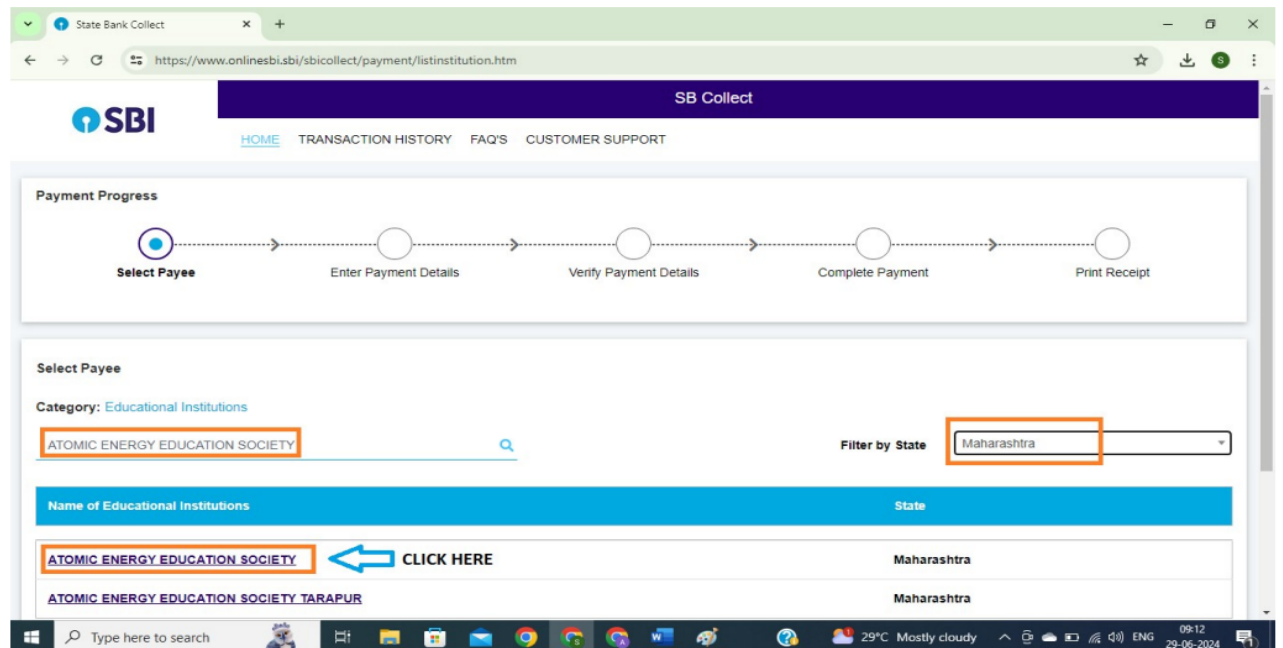 State Bank Collect
https://www.onlinesbi.sbi/sbicollect/payment/listinstitution.htm
S
SBI
SB Collect
HOME TRANSACTION HISTORY FAQ'S CUSTOMER SUPPORT
Payment Progress
Select Payee Enter Payment Details Verify Payment Details Complete Payment Print Receipt
Select Payee
Category: Educational Institutions
ATOMIC ENERGY EDUCATION SOCIETY Filter by State Maharashtra
Name of Educational Institutions State
ATOMIC ENERGY EDUCATION SOCIETY CLICK HERE Maharashtra
ATOMIC ENERGY EDUCATION SOCIETY TARAPUR Maharashtra
Type here to search 29°C Mostly cloudy ENG 09:12
29-06-2024